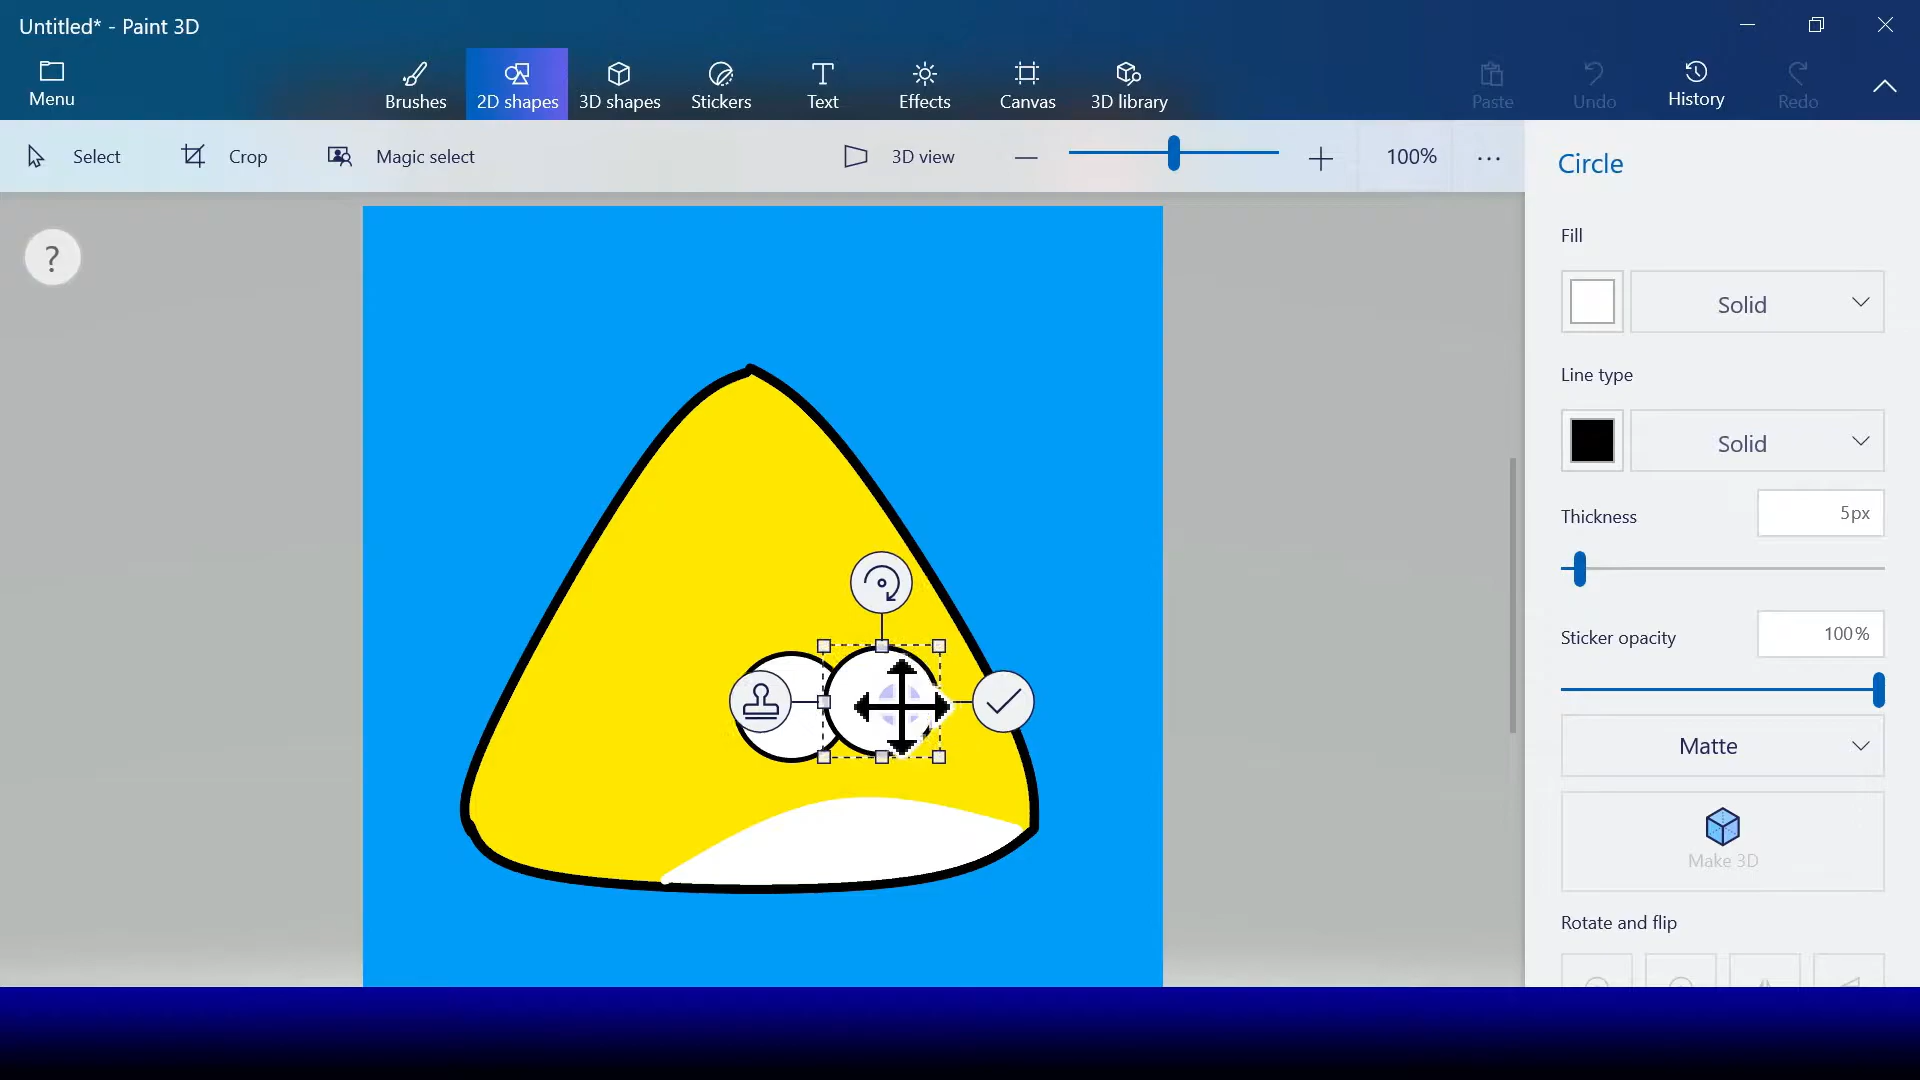 Untitled* - Paint 3D
Menu
Brushes
2D shapes
3D shapes
Stickers
Text
Effects
Canvas
3D library
Paste
Undo
History
Redo
Select
Crop
Magic select
3D view
100%
...
?
Circle
Fill
Solid
Line type
Solid
Thickness
5px
Sticker opacity
100%
Matte
Make 3D
Rotate and flip